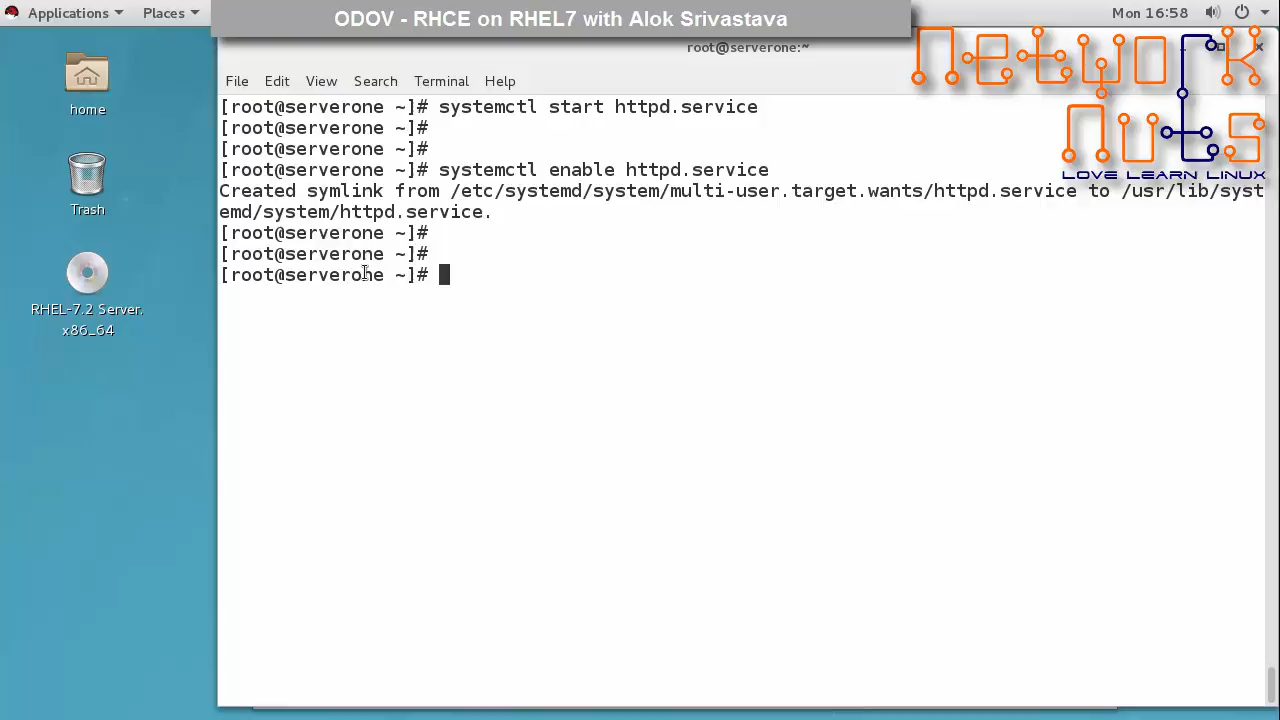 Applications
Places
ODOV - RHCE on RHEL7 with Alok Srivastava
Mon 16:58
root@serverone:~
network
nuts
LOVE LEARN LINUX
File Edit View Search Terminal Help
home
Trash
RHEL-7.2 Server.
x86_64
[root@serverone ~]# systemctl start httpd.service
[root@serverone ~]#
[root@serverone ~]#
[root@serverone ~]# systemctl enable httpd.service
Created symlink from /etc/systemd/system/multi-user.target.wants/httpd.service to /usr/lib/syst
emd/system/httpd.service.
[root@serverone ~]#
[root@serverone ~]#
[root@serverone ~]#